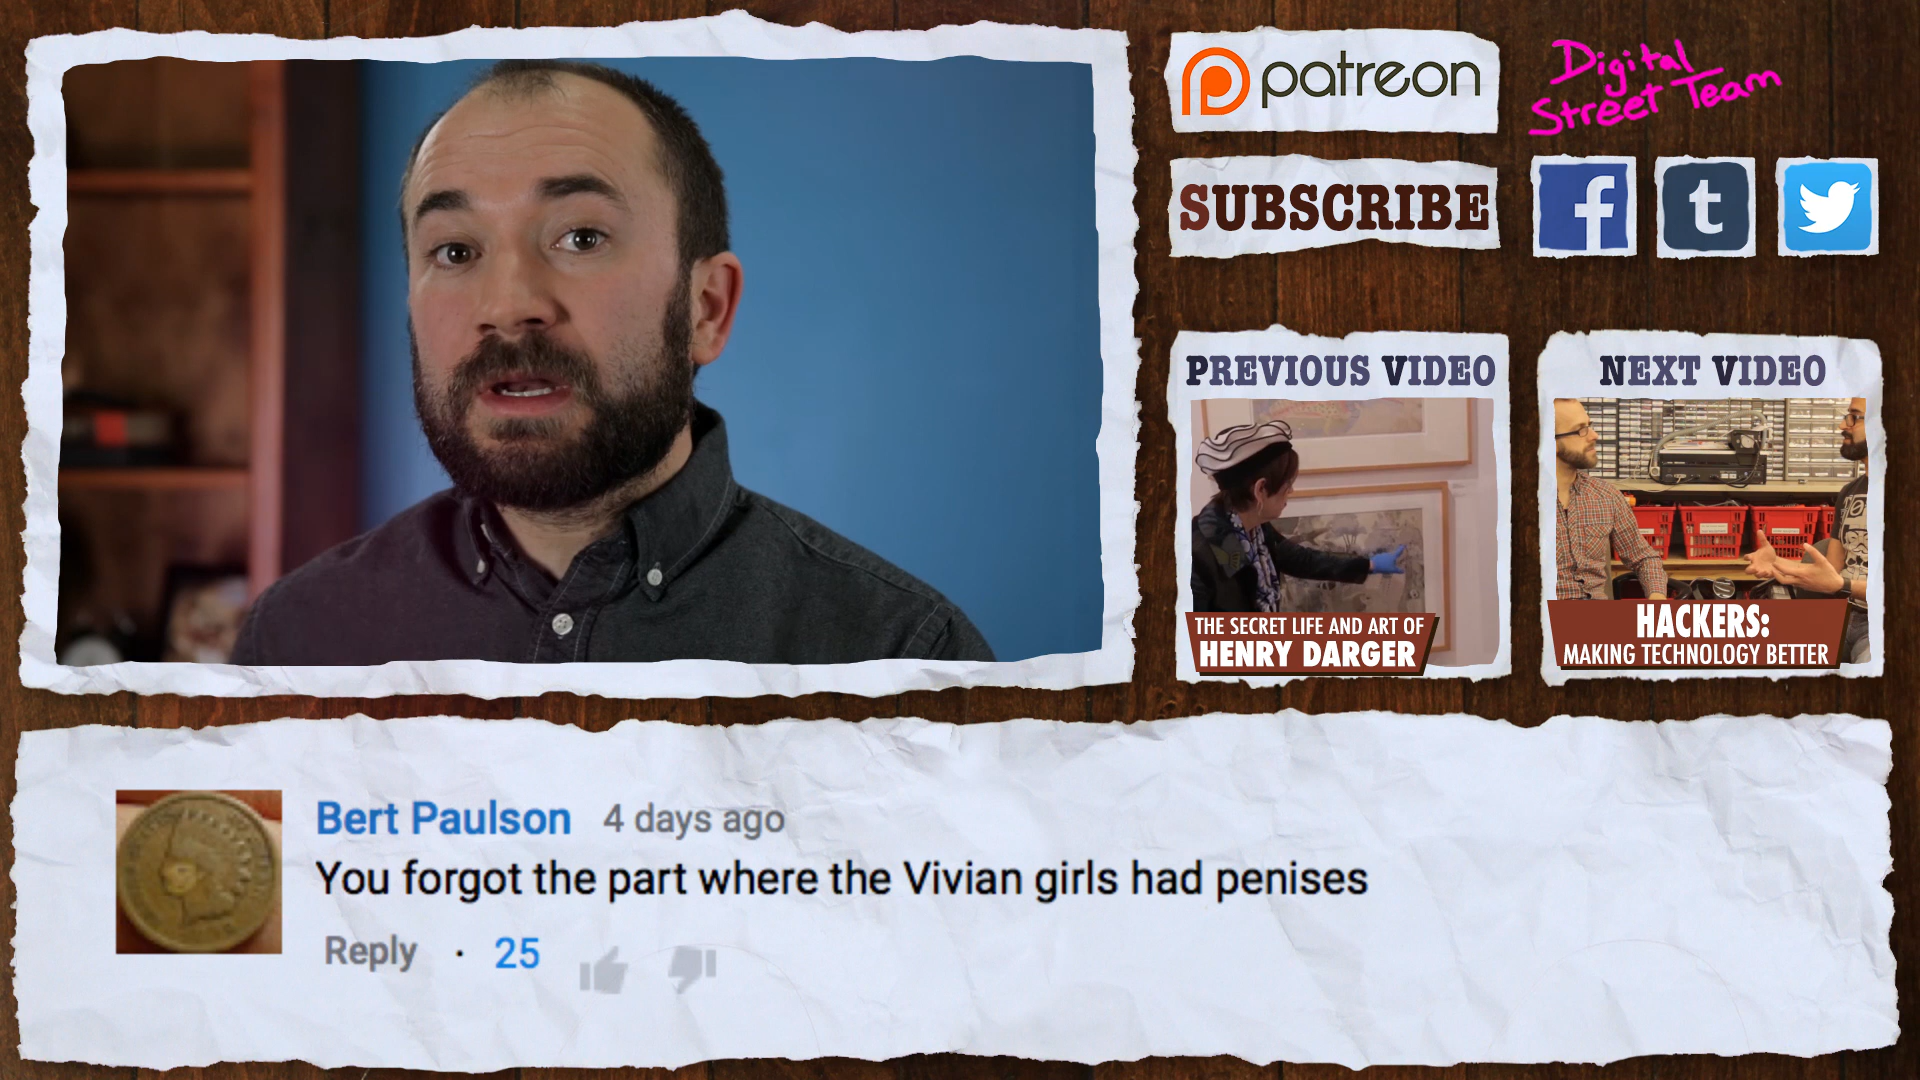 patreon
Digital
Street Team
SUBSCRIBE
f
t
PREVIOUS VIDEO
THE SECRET LIFE AND ART OF
HENRY DARGER
NEXT VIDEO
HACKERS:
MAKING TECHNOLOGY BETTER
Bert Paulson 4 days ago
You forgot the part where the Vivian girls had penises
Reply · 25